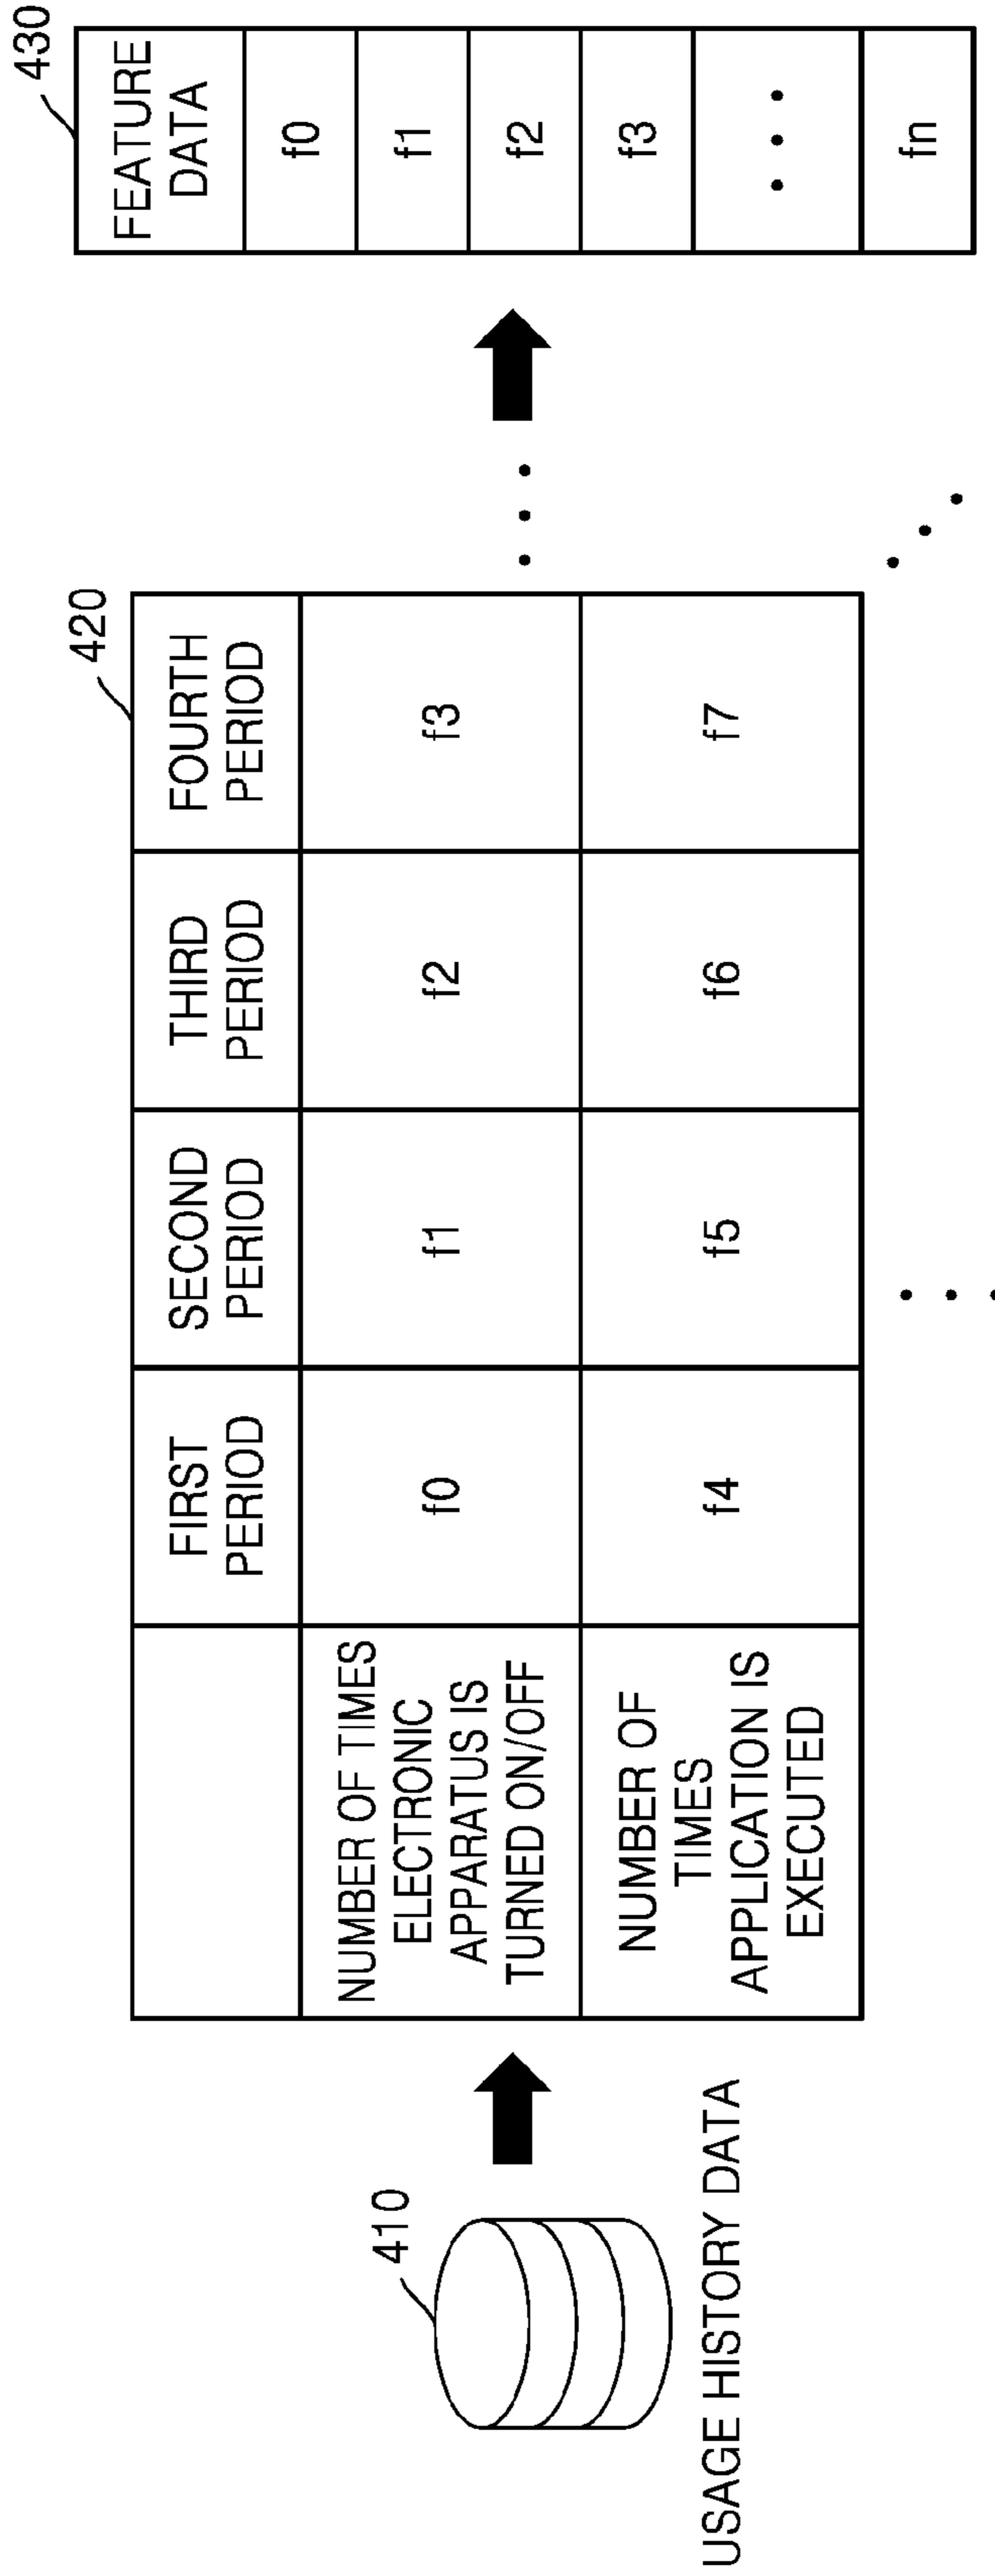 410
USAGE HISTORY DATA
420
FIRST
PERIOD
SECOND
PERIOD
THIRD
PERIOD
FOURTH
PERIOD
NUMBER OF TIMES
ELECTRONIC
APPARATUS IS
TURNED ON/OFF
f0
f1
f2
f3
NUMBER OF
TIMES
APPLICATION IS
EXECUTED
f4
f5
f6
f7
430
FEATURE
DATA
f0
f1
f2
f3
fn